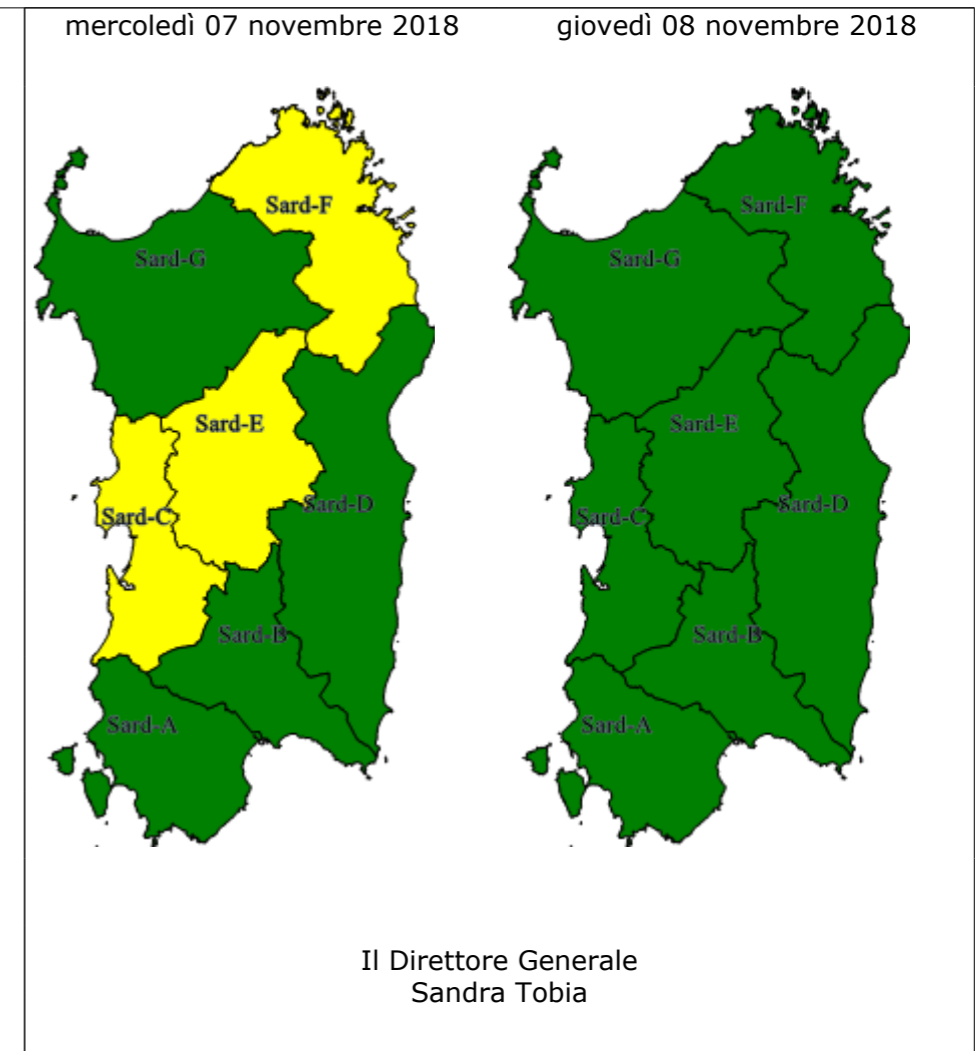 mercoledì 07 novembre 2018
giovedì 08 novembre 2018
Sard-F
Sard-G
Sard-E
Sard-D
Sard-C
Sard-B
Sard-A
Sard-F
Sard-G
Sard-E
Sard-D
Sard-C
Sard-B
Sard-A
Il Direttore Generale
Sandra Tobia